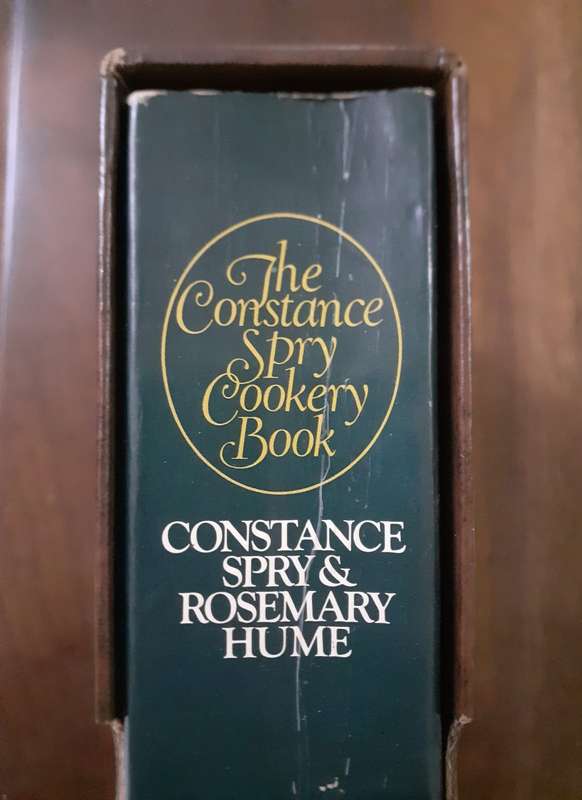 The
Constance
Spry
Cookery
Book
CONSTANCE
SPRY &
ROSEMARY
HUME